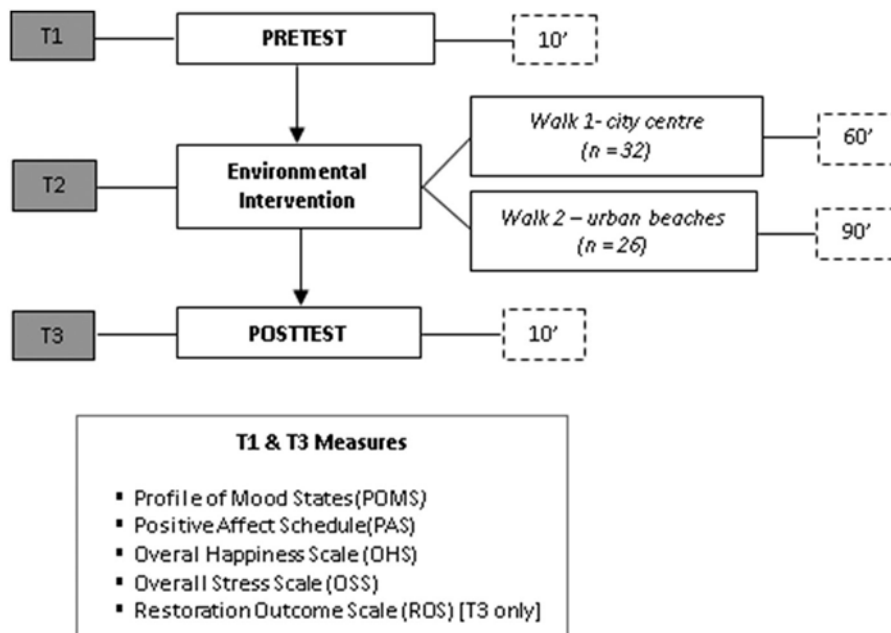 T1
PRETEST
10’
T2
Environmental
Intervention
Walk 1- city centre
(n = 32)
60’
Walk 2 – urban beaches
(n = 26)
90’
T3
POSTTEST
10’
T1 & T3 Measures
▪ Profile of Mood States (POMS)
▪ Positive Affect Schedule (PAS)
▪ Overal Happiness Scale (OHS)
▪ Overall Stress Scale (OSS)
▪ Restoration Outcome Scale (ROS) [T3 only]